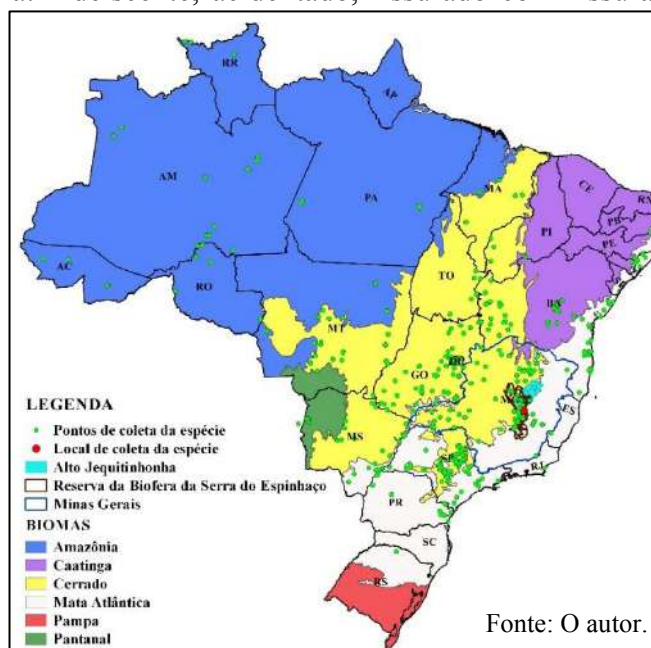 RR
AP
AM
PA
MA
CE
RN
PB
PE
PI
AC
RO
TO
BA
MT
GO
MS
ES
RJ
PR
SC
RS
LEGENDA
Pontos de coleta da espécie
Local de coleta da espécie
Alto Jequitinhonha
Reserva da Biofera da Serra do Espinhaço
Minas Gerais
BIOMAS
Amazônia
Caatinga
Cerrado
Mata Atlântica
Pampa
Pantanal
Fonte: O autor.